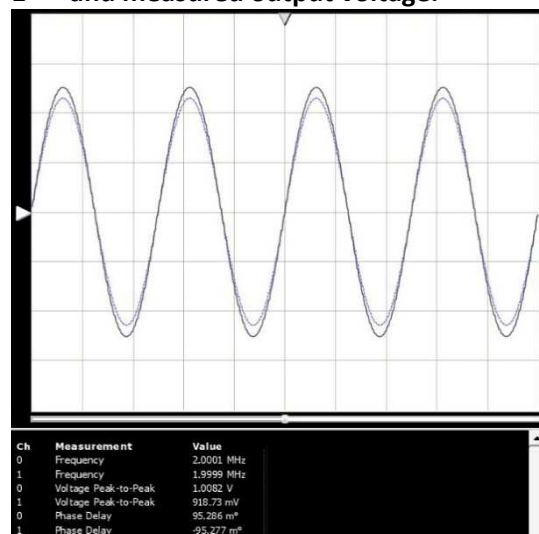 and measured output voltage.
Ch Measurement Value
0 Frequency 2.0001 MHz
1 Frequency 1.9999 MHz
0 Voltage Peak-to-Peak 1.0082 V
1 Voltage Peak-to-Peak 918.73 mV
0 Phase Delay 95.286 m°
1 Phase Delay -95.277 m°